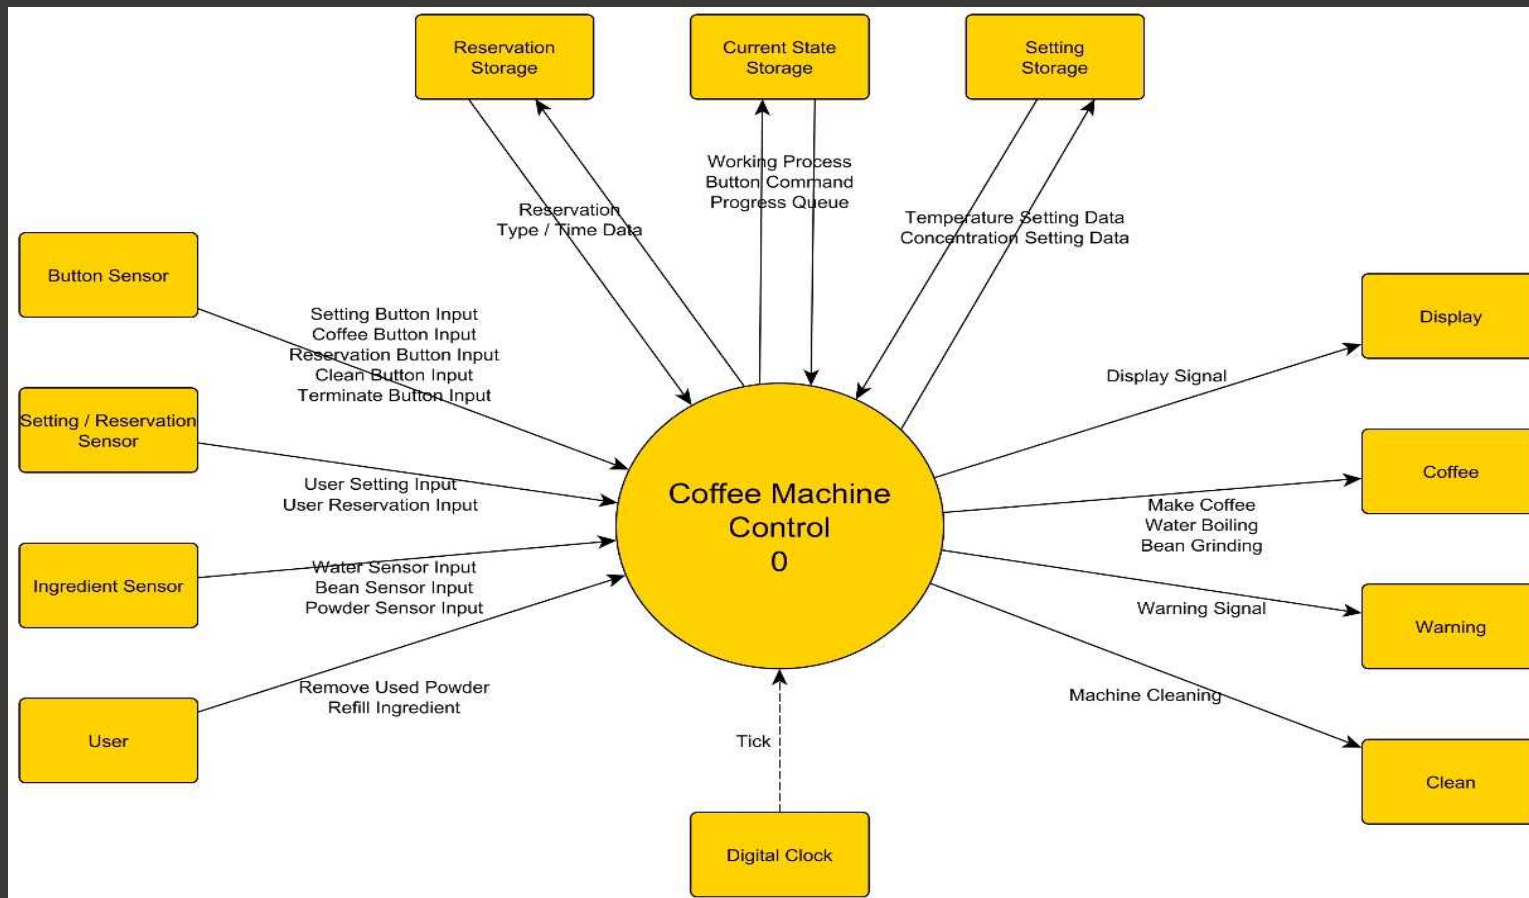 Reservation
Storage
Current State
Storage
Setting
Storage
Working Process
Button Command
Progress Queue
Reservation
Type / Time Data
Temperature Setting Data
Concentration Setting Data
Button Sensor
Setting Button Input
Coffee Button Input
Reservation Button Input
Clean Button Input
Terminate Button Input
Display
Display Signal
Setting / Reservation
Sensor
User Setting Input
User Reservation Input
Coffee Machine
Control
0
Coffee
Make Coffee
Water Boiling
Bean Grinding
Ingredient Sensor
Water Sensor Input
Bean Sensor Input
Powder Sensor Input
Warning Signal
Warning
User
Remove Used Powder
Refill Ingredient
Machine Cleaning
Tick
Clean
Digital Clock